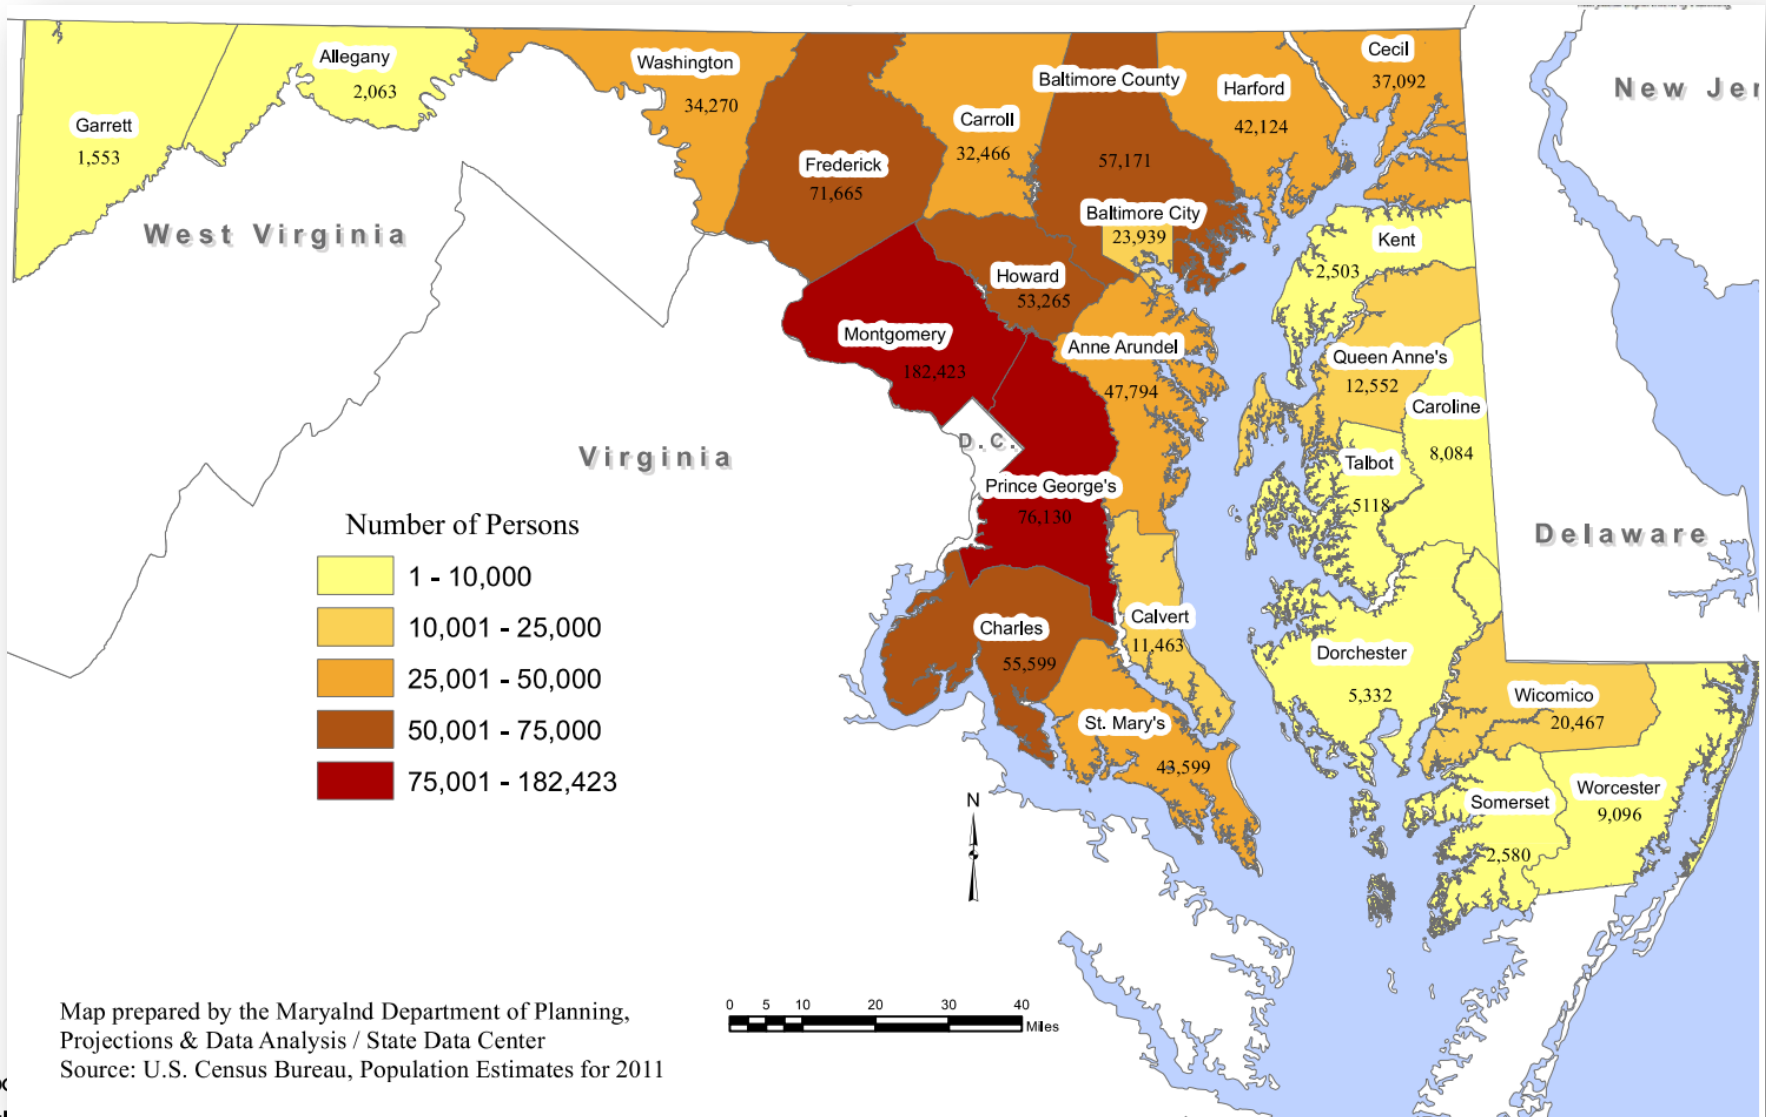 Garrett
1,553
Allegany
2,063
Washington
34,270
Frederick
71,665
Carroll
32,466
Baltimore County
57,171
Baltimore City
23,939
Harford
42,124
Cecil
37,092
New Jer
West Virginia
Howard
53,265
Kent
2,503
Montgomery
182,423
Anne Arundel
47,794
Queen Anne's
12,552
Caroline
8,084
Virginia
D.C.
Prince George's
76,130
Talbot
5118
Delaware
Number of Persons
1 - 10,000
10,001 - 25,000
25,001 - 50,000
50,001 - 75,000
75,001 - 182,423
Charles
55,599
Calvert
11,463
Dorchester
5,332
St. Mary's
43,599
Wicomico
20,467
Somerset
2,580
Worcester
9,096
N
0 5 10 20 30 40
Miles
Map prepared by the Maryalnd Department of Planning,
Projections & Data Analysis / State Data Center
Source: U.S. Census Bureau, Population Estimates for 2011